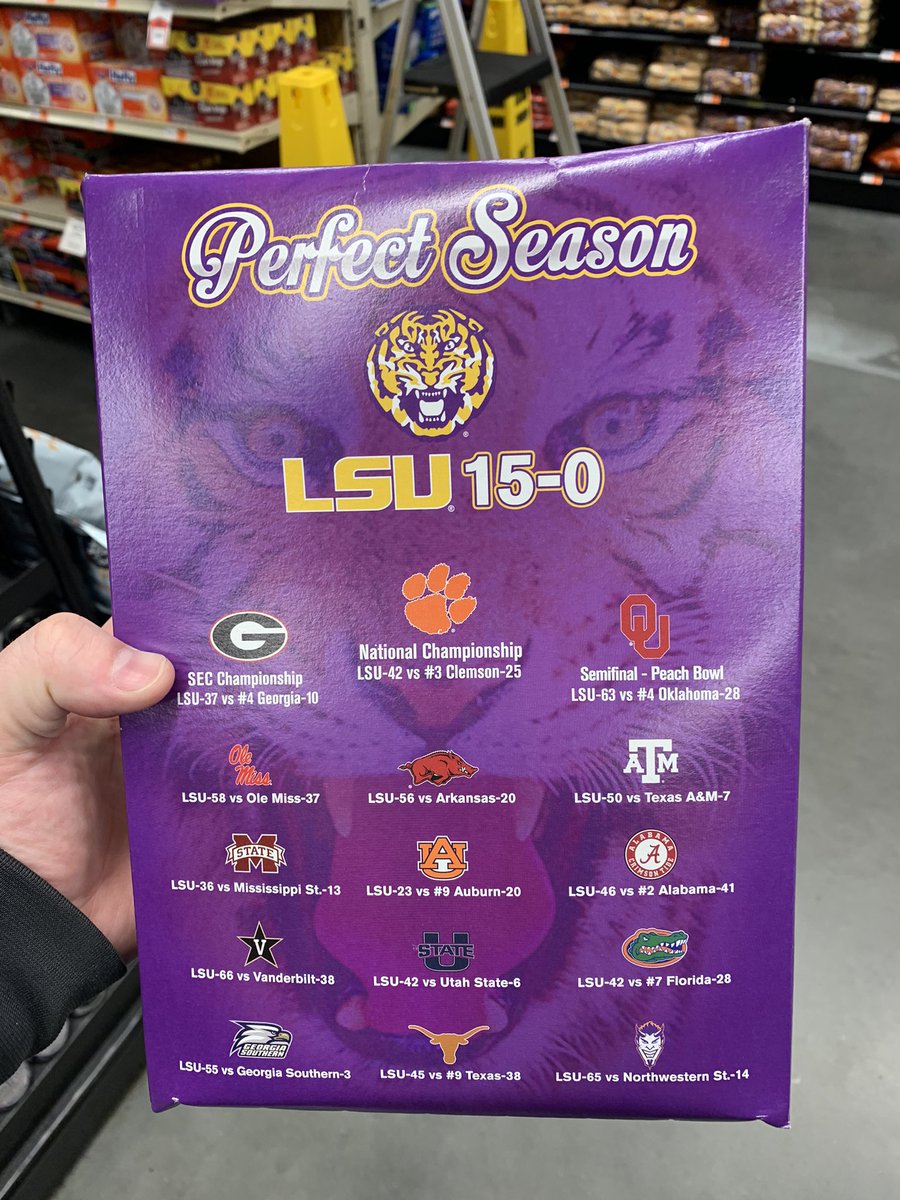 Perfect Season
LSU 15-0
National Championship
LSU-42 vs #3 Clemson-25
G
SEC Championship
LSU-37 vs #4 Georgia-10
OU
Semifinal - Peach Bowl
LSU-63 vs #4 Oklahoma-28
Ole Miss
LSU-58 vs Ole Miss-37
LSU-56 vs Arkansas-20
ATM
LSU-50 vs Texas A&M-7
M STATE
LSU-36 vs Mississippi St.-13
AU
LSU-23 vs #9 Auburn-20
ALABAMA A CRIMSON TIDE
LSU-46 vs #2 Alabama-41
V
LSU-66 vs Vanderbilt-38
U STATE
LSU-42 vs Utah State-6
LSU-42 vs #7 Florida-28
GEORGIA SOUTHERN
LSU-55 vs Georgia Southern-3
LSU-45 vs #9 Texas-38
LSU-65 vs Northwestern St.-14